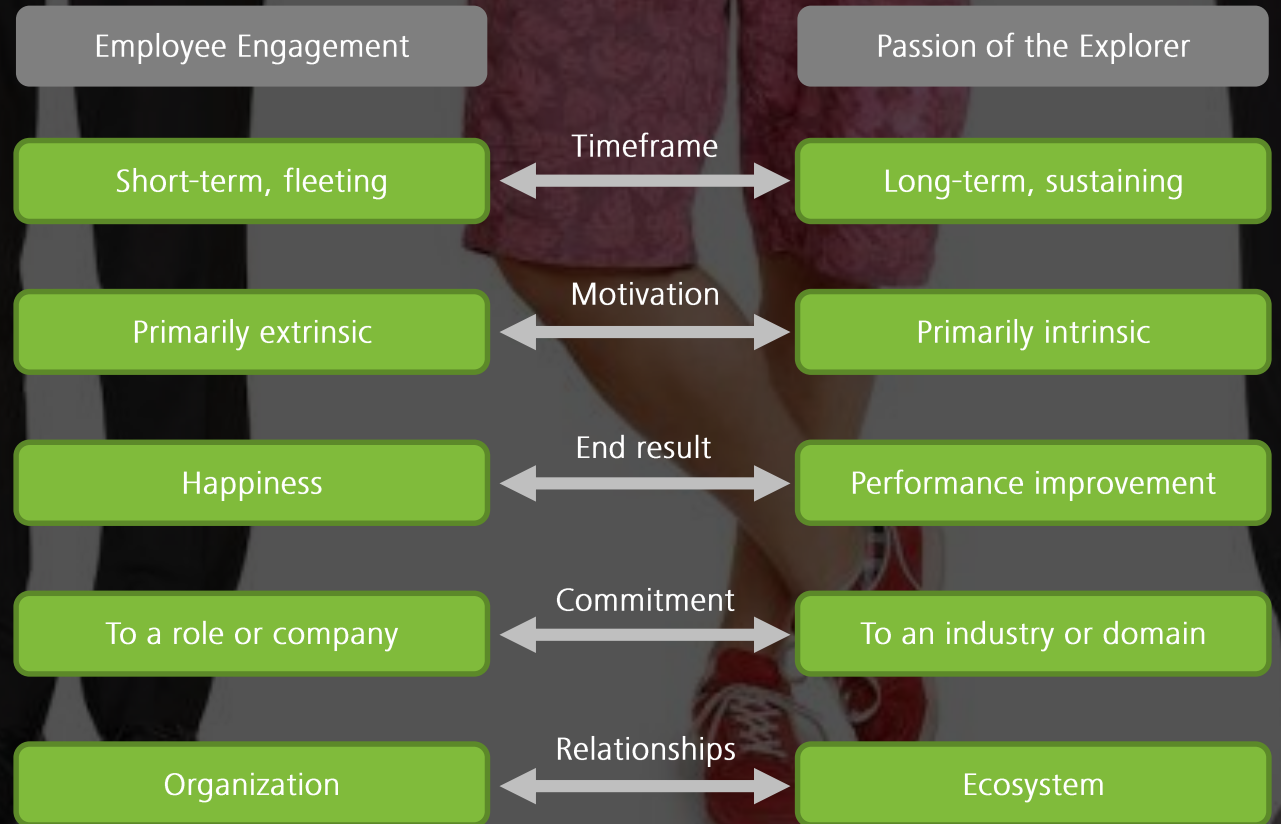 Employee Engagement
Passion of the Explorer
Timeframe
Short-term, fleeting
Long-term, sustaining
Motivation
Primarily extrinsic
Primarily intrinsic
End result
Happiness
Performance improvement
Commitment
To a role or company
To an industry or domain
Relationships
Organization
Ecosystem